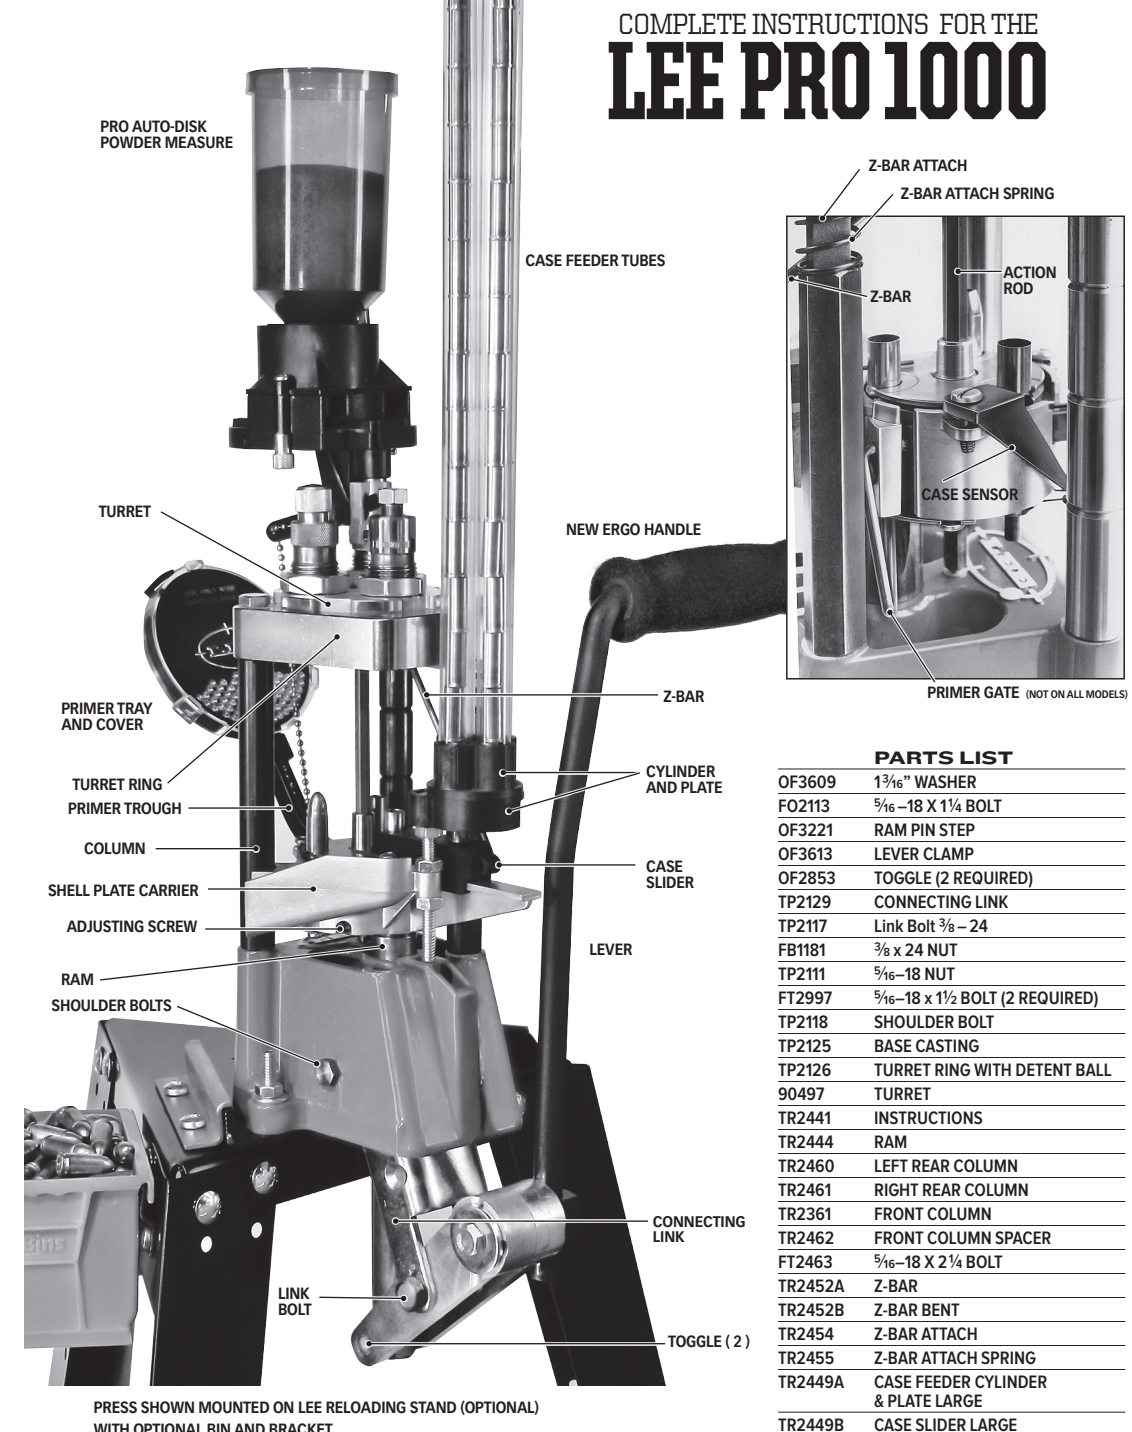 COMPLETE INSTRUCTIONS FOR THE
LEE PRO 1000
PRO AUTO-DISK
POWDER MEASURE
Z-BAR ATTACH
Z-BAR ATTACH SPRING
CASE FEEDER TUBES
ACTION
ROD
Z-BAR
CASE SENSOR
TURRET
NEW ERGO HANDLE
PRIMER GATE (NOT ON ALL MODELS)
Z-BAR
PRIMER TRAY
AND COVER
TURRET RING
PRIMER TROUGH
CYLINDER
AND PLATE
COLUMN
CASE
SLIDER
SHELL PLATE CARRIER
ADJUSTING SCREW
LEVER
RAM
SHOULDER BOLTS
Bins
CONNECTING
LINK
LINK
BOLT
TOGGLE ( 2 )
PRESS SHOWN MOUNTED ON LEE RELOADING STAND (OPTIONAL)
WITH OPTIONAL BIN AND BRACKET
PARTS LIST
OF3609 1 3⁄16” WASHER
FO2113 5⁄16 –18 X 1¼ BOLT
OF3221 RAM PIN STEP
OF3613 LEVER CLAMP
OF2853 TOGGLE (2 REQUIRED)
TP2129 CONNECTING LINK
TP2117 Link Bolt 3⁄8 – 24
FB1181 3⁄8 x 24 NUT
TP2111 5⁄16–18 NUT
FT2997 5⁄16–18 x 1½ BOLT (2 REQUIRED)
TP2118 SHOULDER BOLT
TP2125 BASE CASTING
TP2126 TURRET RING WITH DETENT BALL
90497 TURRET
TR2441 INSTRUCTIONS
TR2444 RAM
TR2460 LEFT REAR COLUMN
TR2461 RIGHT REAR COLUMN
TR2361 FRONT COLUMN
TR2462 FRONT COLUMN SPACER
FT2463 5⁄16–18 X 2¼ BOLT
TR2452A Z-BAR
TR2452B Z-BAR BENT
TR2454 Z-BAR ATTACH
TR2455 Z-BAR ATTACH SPRING
TR2449A CASE FEEDER CYLINDER
& PLATE LARGE
TR2449B CASE SLIDER LARGE